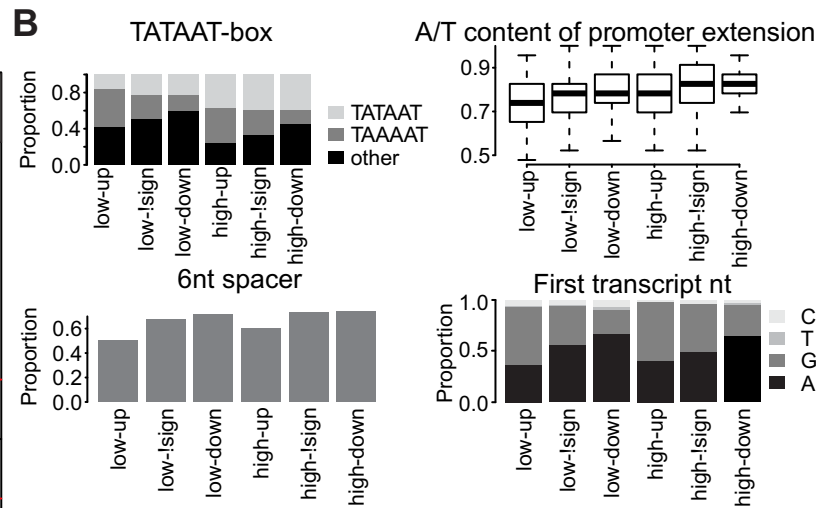 B
TATAAT-box
Proportion
0.8
0.4
0.0
TATAAT
TAAAAT
other
low-up
low-!sign
low-down
high-up
high-!sign
high-down
A/T content of promoter extension
0.9
0.7
0.5
low-up
low-!sign
low-down
high-up
high-!sign
high-down
6nt spacer
Proportion
0.6
0.4
0.2
0.0
low-up
low-!sign
low-down
high-up
high-!sign
high-down
First transcript nt
Proportion
1.0
0.5
0.0
C
T
G
A
low-up
low-!sign
low-down
high-up
high-!sign
high-down